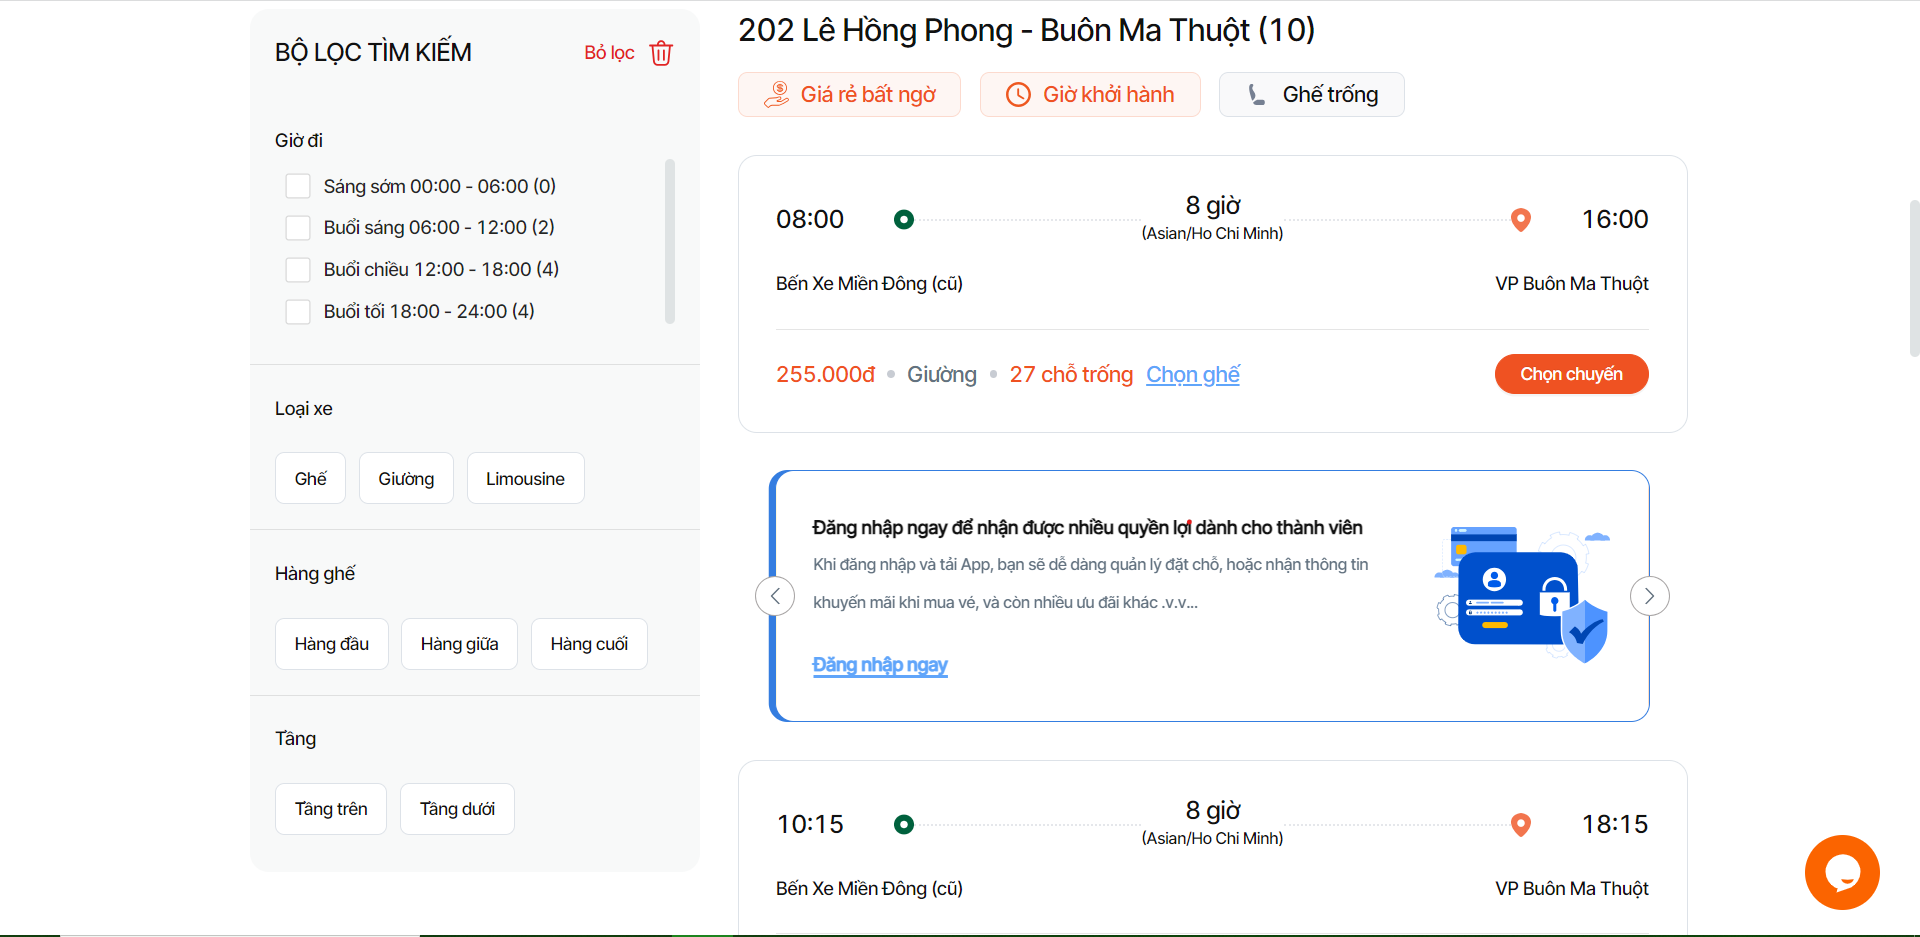 BỘ LỌC TÌM KIẾM
Bỏ lọc
Giờ đi
Sáng sớm 00:00 - 06:00 (0)
Buổi sáng 06:00 - 12:00 (2)
Buổi chiều 12:00 - 18:00 (4)
Buổi tối 18:00 - 24:00 (4)
Loại xe
Ghế
Giường
Limousine
Hàng ghế
Hàng đầu
Hàng giữa
Hàng cuối
Tầng
Tầng trên
Tầng dưới
202 Lê Hồng Phong - Buôn Ma Thuột (10)
Giá rẻ bất ngờ
Giờ khởi hành
Ghế trống
08:00
8 giờ
(Asian/Ho Chi Minh)
16:00
Bến Xe Miền Đông (cũ)
VP Buôn Ma Thuột
255.000đ
Giường
27 chỗ trống
Chọn ghế
Chọn chuyến
Đăng nhập ngay để nhận được nhiều quyền lợi dành cho thành viên
Khi đăng nhập và tải App, bạn sẽ dễ dàng quản lý đặt chỗ, hoặc nhận thông tin
khuyến mãi khi mua vé, và còn nhiều ưu đãi khác .v.v...
Đăng nhập ngay
10:15
8 giờ
(Asian/Ho Chi Minh)
18:15
Bến Xe Miền Đông (cũ)
VP Buôn Ma Thuột